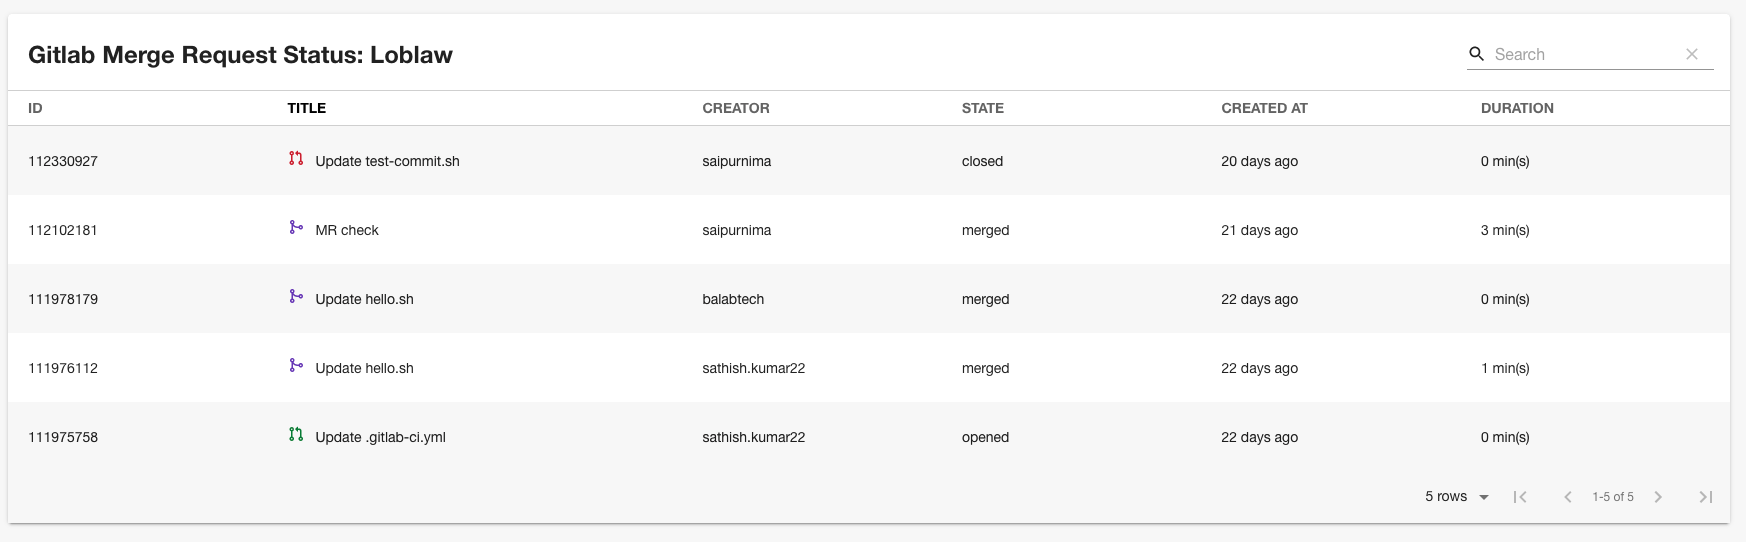 Gitlab Merge Request Status: Loblaw
Search
ID TITLE CREATOR STATE CREATED AT DURATION
112330927 Update test-commit.sh saipurnima closed 20 days ago 0 min(s)
112102181 MR check saipurnima merged 21 days ago 3 min(s)
111978179 Update hello.sh balabtech merged 22 days ago 0 min(s)
111976112 Update hello.sh sathish.kumar22 merged 22 days ago 1 min(s)
111975758 Update .gitlab-ci.yml sathish.kumar22 opened 22 days ago 0 min(s)
5 rows 1-5 of 5